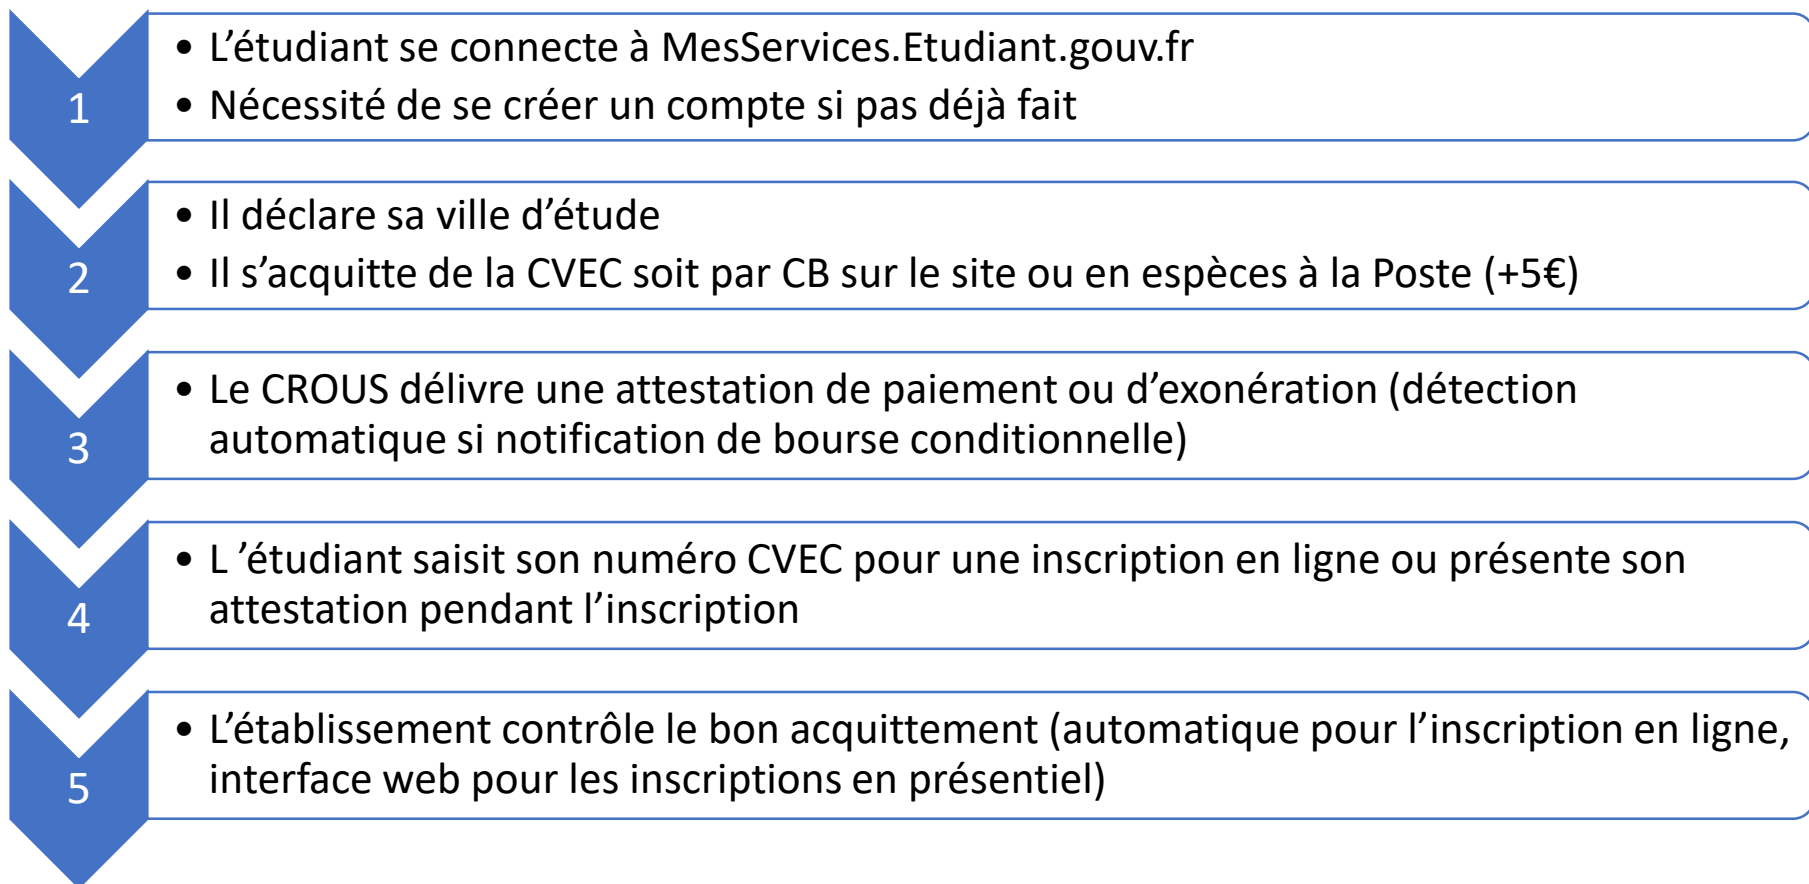 1
• L’étudiant se connecte à MesServices.Etudiant.gouv.fr
• Nécessité de se créer un compte si pas déjà fait
2
• Il déclare sa ville d’étude
• Il s’acquitte de la CVEC soit par CB sur le site ou en espèces à la Poste (+5€)
3
• Le CROUS délivre une attestation de paiement ou d’exonération (détection
automatique si notification de bourse conditionnelle)
4
• L ’étudiant saisit son numéro CVEC pour une inscription en ligne ou présente son
attestation pendant l’inscription
5
• L’établissement contrôle le bon acquittement (automatique pour l’inscription en ligne,
interface web pour les inscriptions en présentiel)